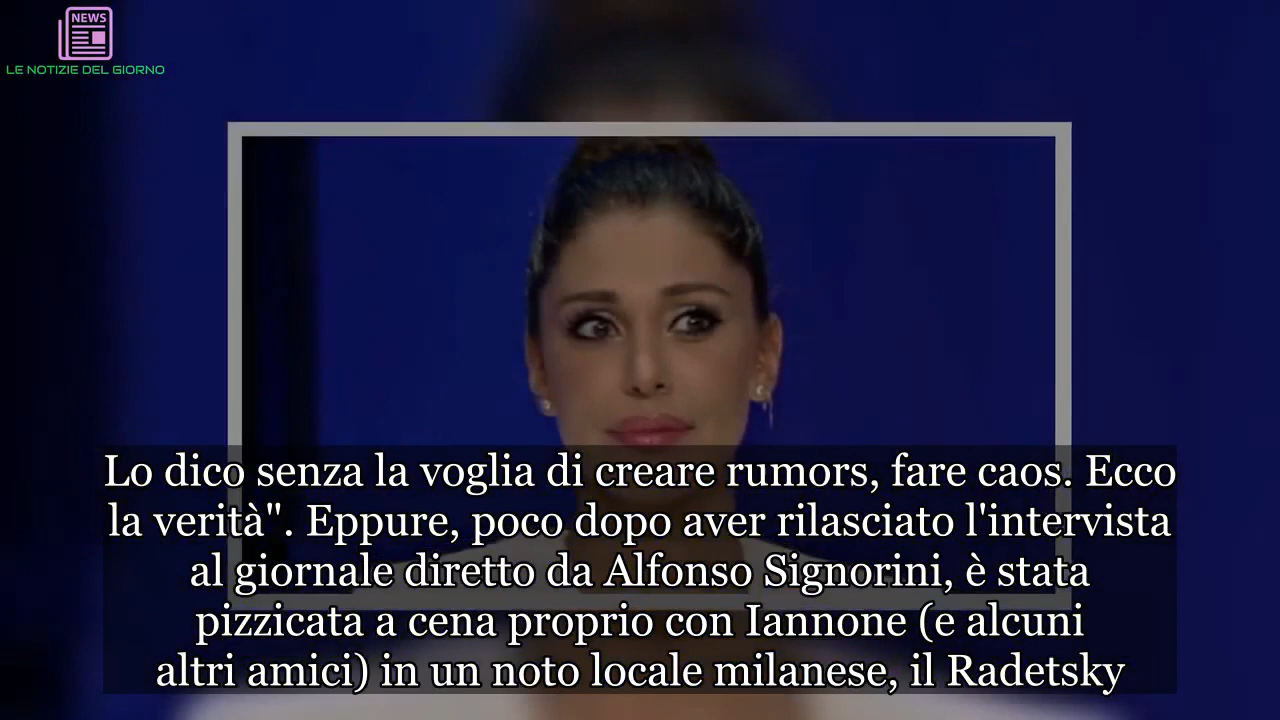 NEWS
LE NOTIZIE DEL GIORNO
Lo dico senza la voglia di creare rumors, fare caos. Ecco
la verità". Eppure, poco dopo aver rilasciato l'intervista
al giornale diretto da Alfonso Signorini, è stata
pizzicata a cena proprio con Iannone (e alcuni
altri amici) in un noto locale milanese, il Radetsky